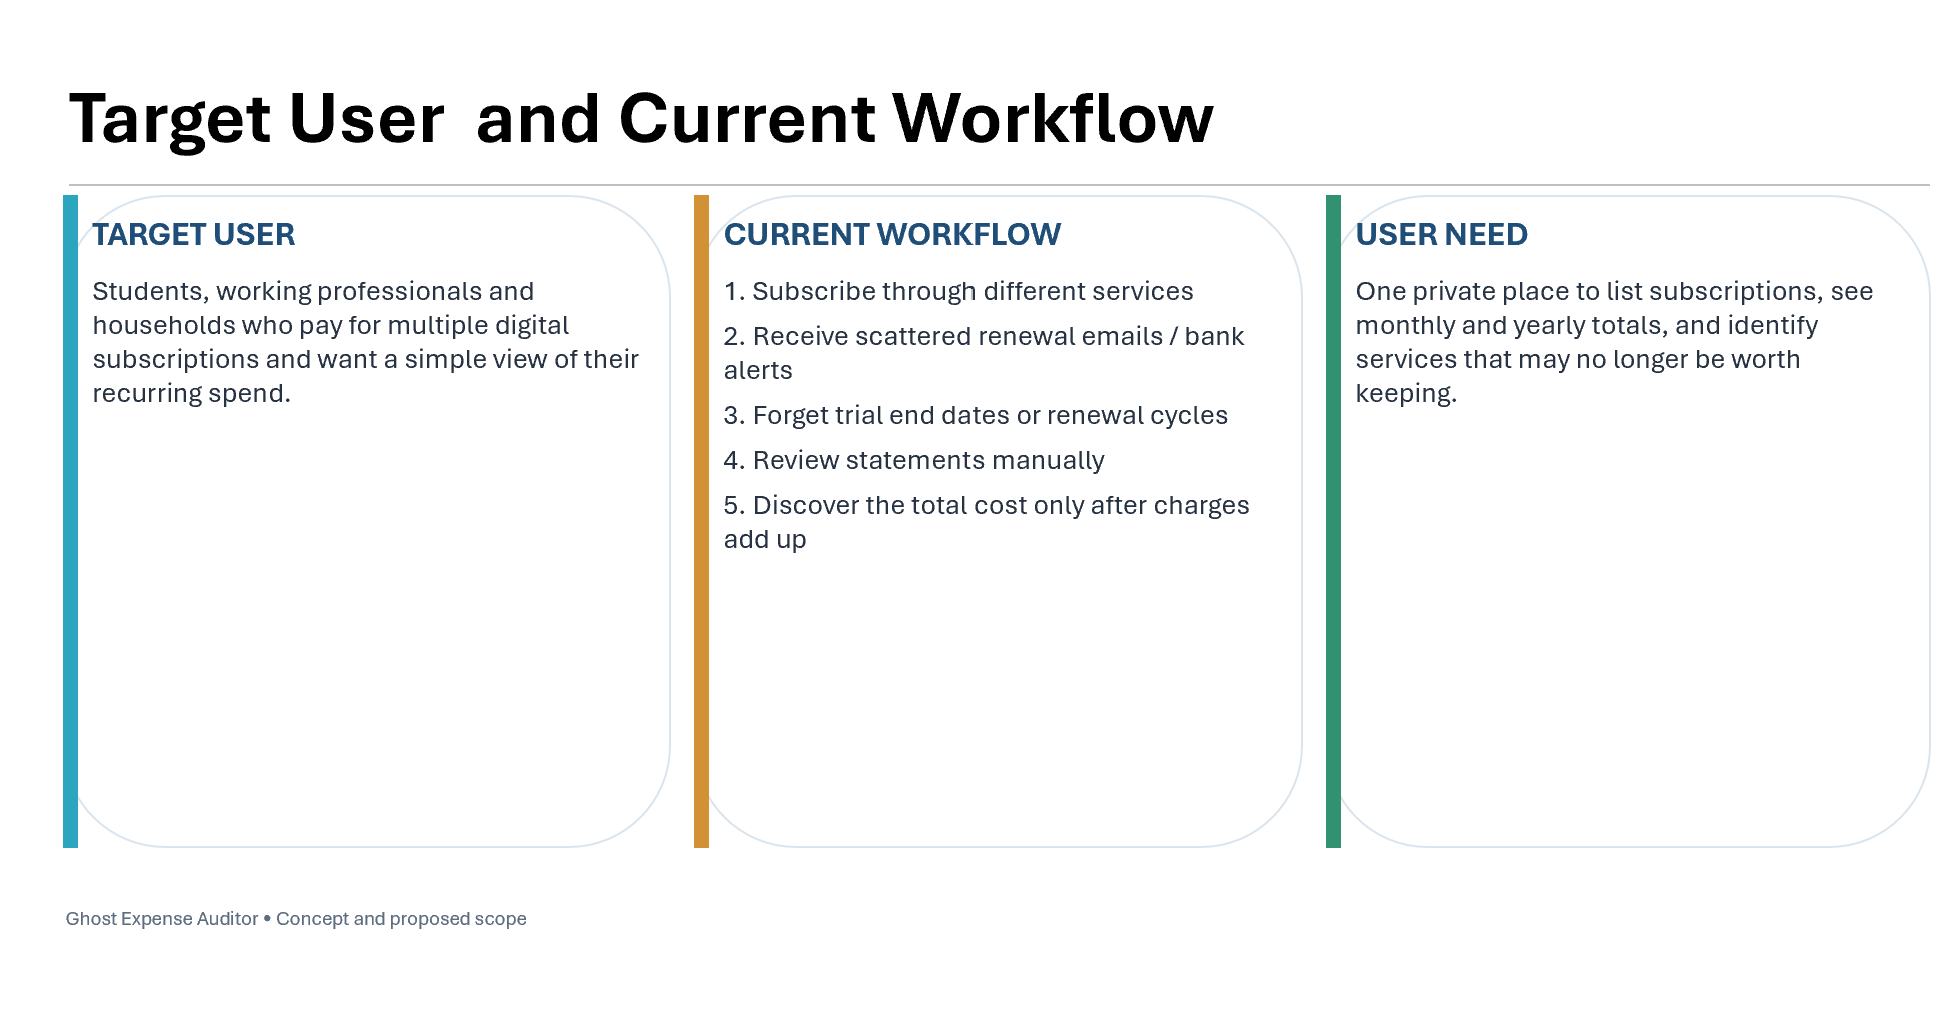 Target User  and Current Workflow
TARGET USER
Students, working professionals and
households who pay for multiple digital
subscriptions and want a simple view of their
recurring spend.
CURRENT WORKFLOW
1. Subscribe through different services
2. Receive scattered renewal emails / bank
alerts
3. Forget trial end dates or renewal cycles
4. Review statements manually
5. Discover the total cost only after charges
add up
USER NEED
One private place to list subscriptions, see
monthly and yearly totals, and identify
services that may no longer be worth
keeping.
Ghost Expense Auditor • Concept and proposed scope